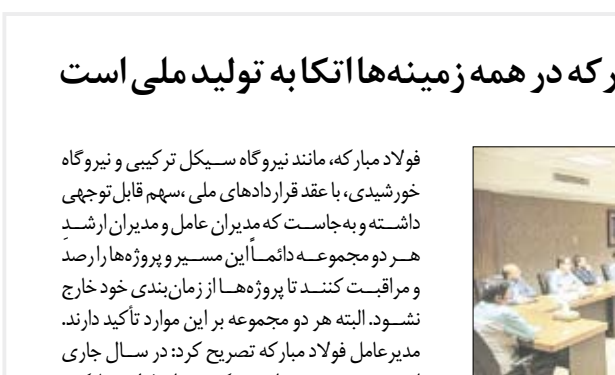 که در همه زمینه‌ها اتکا به تولید ملی است
فولاد مبارکه، مانند نیروگاه سیکل ترکیبی و نیروگاه
خورشیدی، با عقد قراردادهای ملی ،سهم قابل توجهی
داشته و به‌جاست که مدیران عامل و مدیران ارشد
هر دو مجموعه دائماً این مسیر و پروژه‌ها را رصد
و مراقبت کنند تا پروژه‌ها از زمان‌بندی خود خارج
نشود. البته هر دو مجموعه بر این موارد تأکید دارند.
مدیرعامل فولاد مبارکه تصریح کرد: در سال جاری